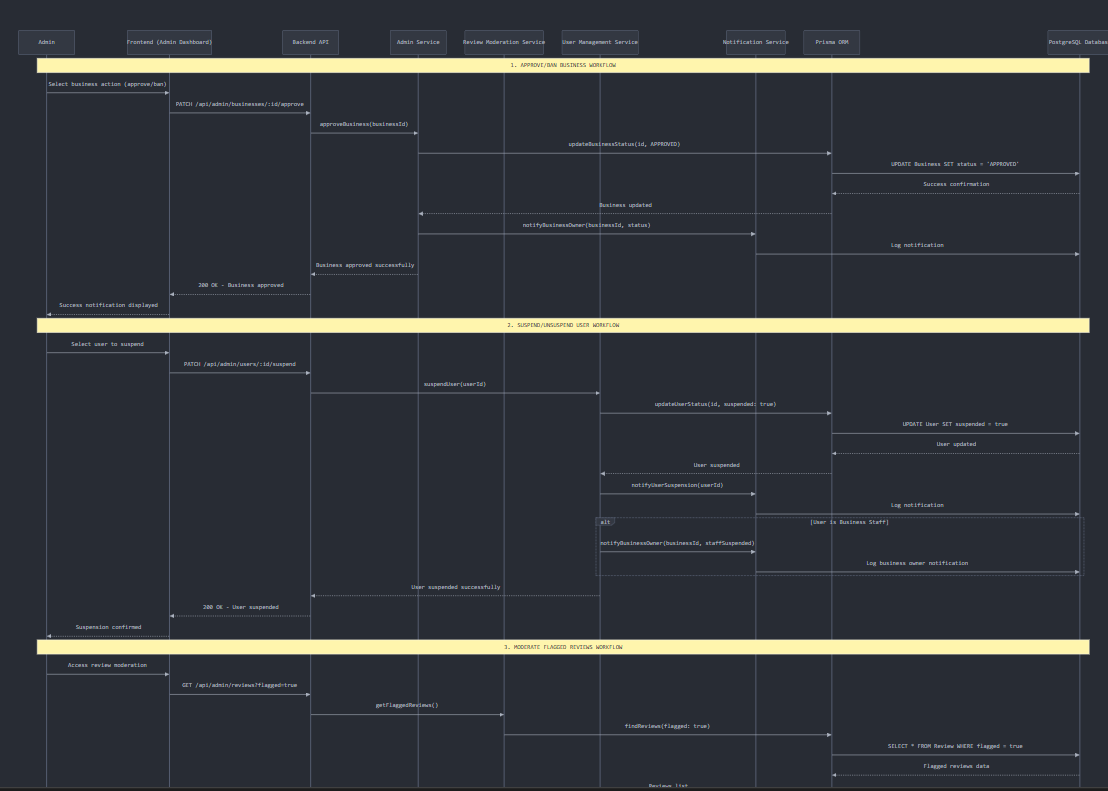 Admin
Frontend (Admin Dashboard)
Backend API
Admin Service
Review Moderation Service
User Management Service
Notification Service
Prisma ORM
PostgreSQL Databas
1. APPROVE/BAN BUSINESS WORKFLOW
Select business action (approve/ban)
PATCH /api/admin/businesses/:id/approve
approveBusiness(businessId)
updateBusinessStatus(id, APPROVED)
UPDATE Business SET status = 'APPROVED'
Success confirmation
Business updated
notifyBusinessOwner(businessId, status)
Log notification
Business approved successfully
200 OK - Business approved
Success notification displayed
2. SUSPEND/UNSUSPEND USER WORKFLOW
Select user to suspend
PATCH /api/admin/users/:id/suspend
suspendUser(userId)
updateUserStatus(id, suspended: true)
UPDATE User SET suspended = true
User updated
User suspended
notifyUserSuspension(userId)
Log notification
alt
[User is Business Staff]
notifyBusinessOwner(businessId, staffSuspended)
Log business owner notification
User suspended successfully
200 OK - User suspended
Suspension confirmed
3. MODERATE FLAGGED REVIEWS WORKFLOW
Access review moderation
GET /api/admin/reviews?flagged=true
getFlaggedReviews()
findReviews(flagged: true)
SELECT * FROM Review WHERE flagged = true
Flagged reviews data
Reviews list